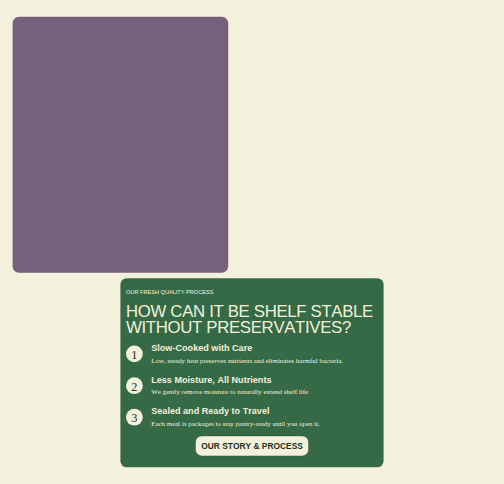 OUR FRESH QUALITY PROCESS
HOW CAN IT BE SHELF STABLE
WITHOUT PRESERVATIVES?
1
Slow-Cooked with Care
Low, steady heat preserves nutrients and eliminates harmful bacteria.
2
Less Moisture, All Nutrients
We gently remove moisture to naturally extend shelf life
3
Sealed and Ready to Travel
Each meal is packages to stay pantry-ready until you open it.
OUR STORY & PROCESS